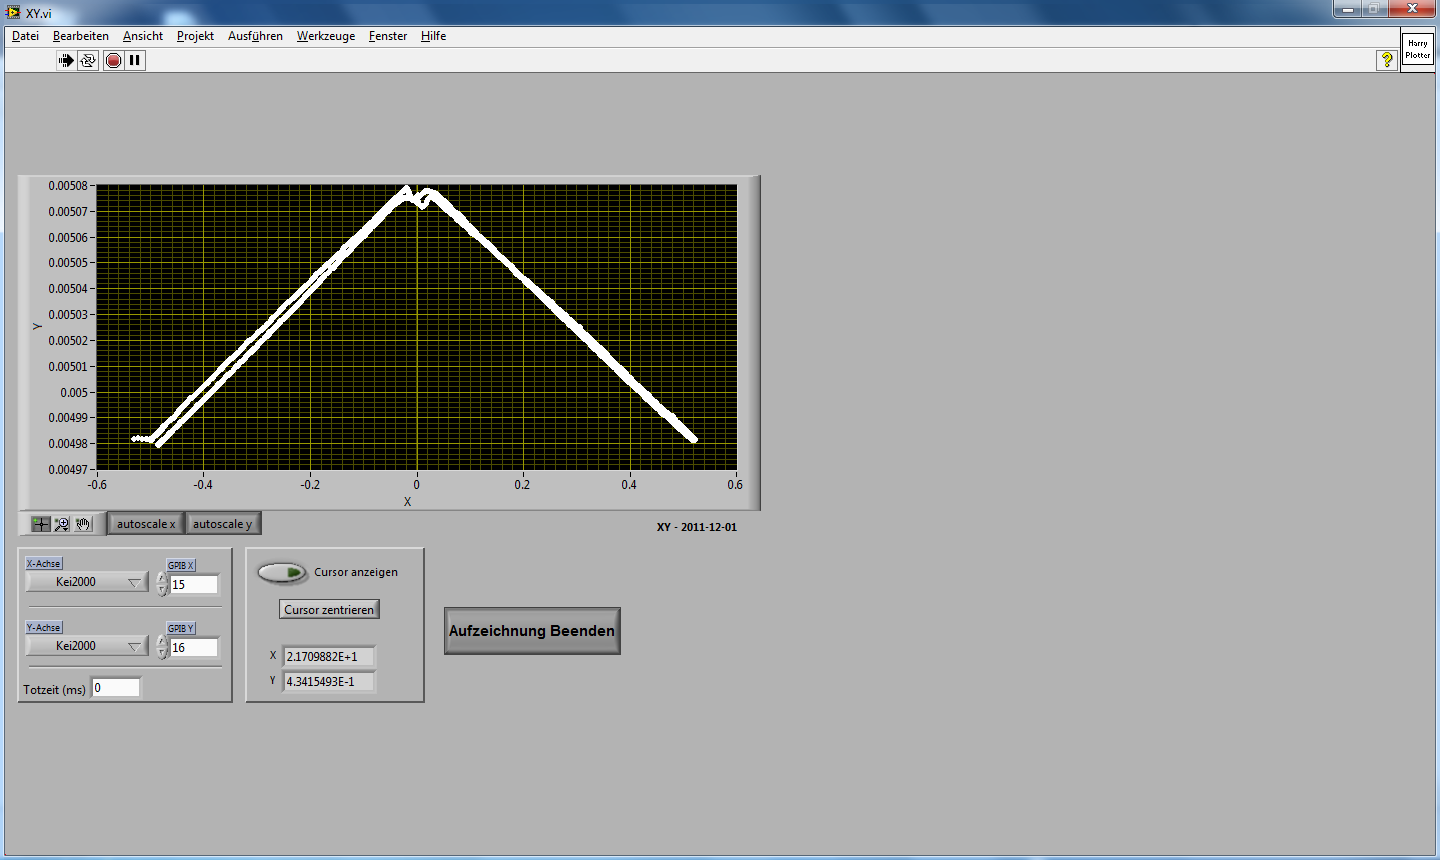 XY.vi
Datei Bearbeiten Ansicht Projekt Ausführen Werkzeuge Fenster Hilfe
?
Harry
Plotter
0.00508
0.00507
0.00506
0.00505
0.00504
0.00503
0.00502
0.00501
0.005
0.00499
0.00498
0.00497
Y
-0.6 -0.4 -0.2 0 0.2 0.4 0.6
X
autoscale x autoscale y
XY - 2011-12-01
X-Achse
Kei2000
GPIB X
15
Y-Achse
Kei2000
GPIB Y
16
Totzeit (ms) 0
Cursor anzeigen
Cursor zentrieren
X 2.1709882E+1
Y 4.3415493E-1
Aufzeichnung Beenden